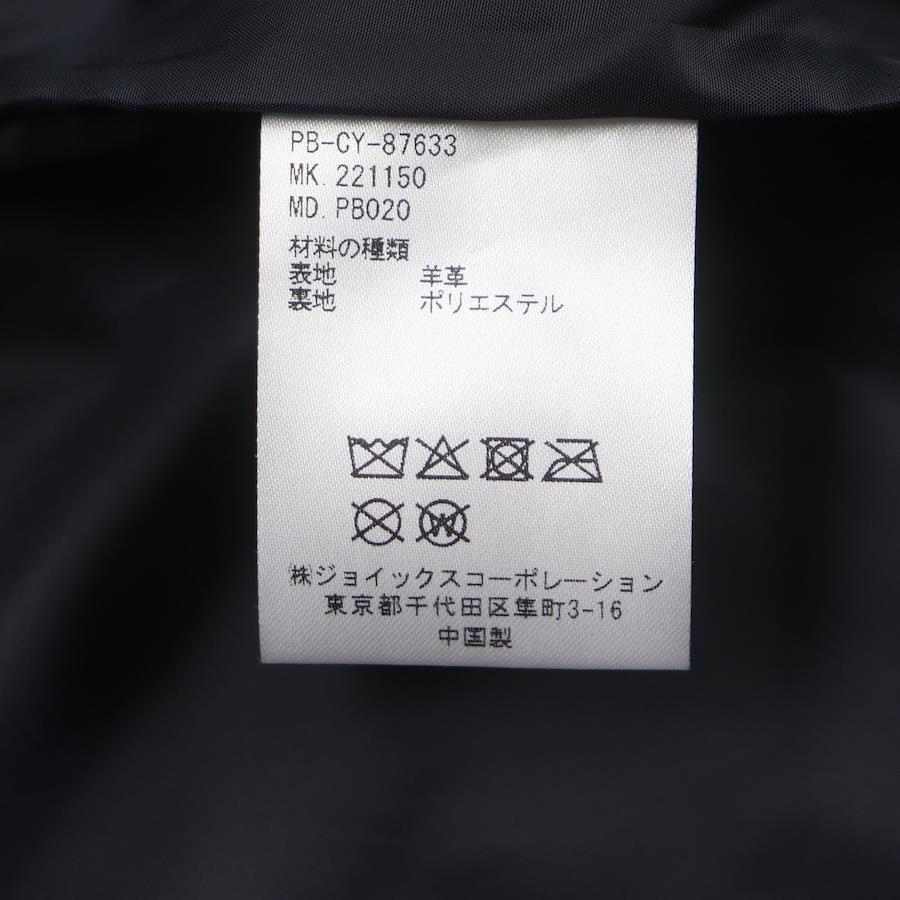 PB-CY-87633
MK. 221150
MD. PB020
材料の種類
表地 羊革
裏地 ポリエステル
W
㈱ジョイックスコーポレーション
東京都千代田区隼町3-16
中国製